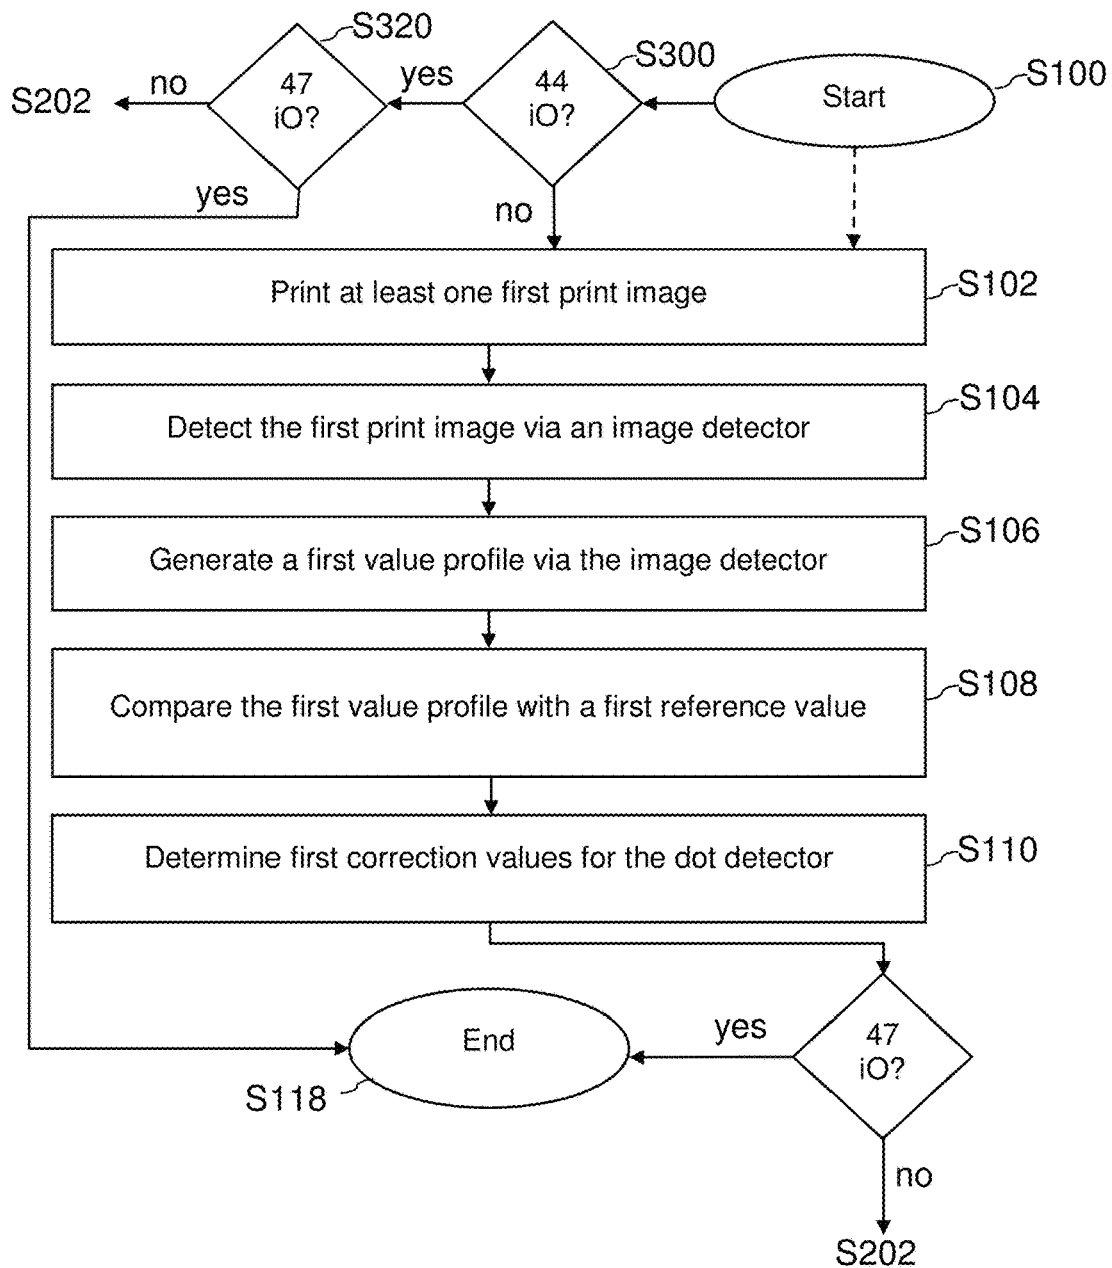 S320
S300
S100
47
iO?
44
iO?
Start
no
yes
S202
yes
no
Print at least one first print image
S102
Detect the first print image via an image detector
S104
Generate a first value profile via the image detector
S106
Compare the first value profile with a first reference value
S108
Determine first correction values for the dot detector
S110
End
S118
yes
47
iO?
no
S202